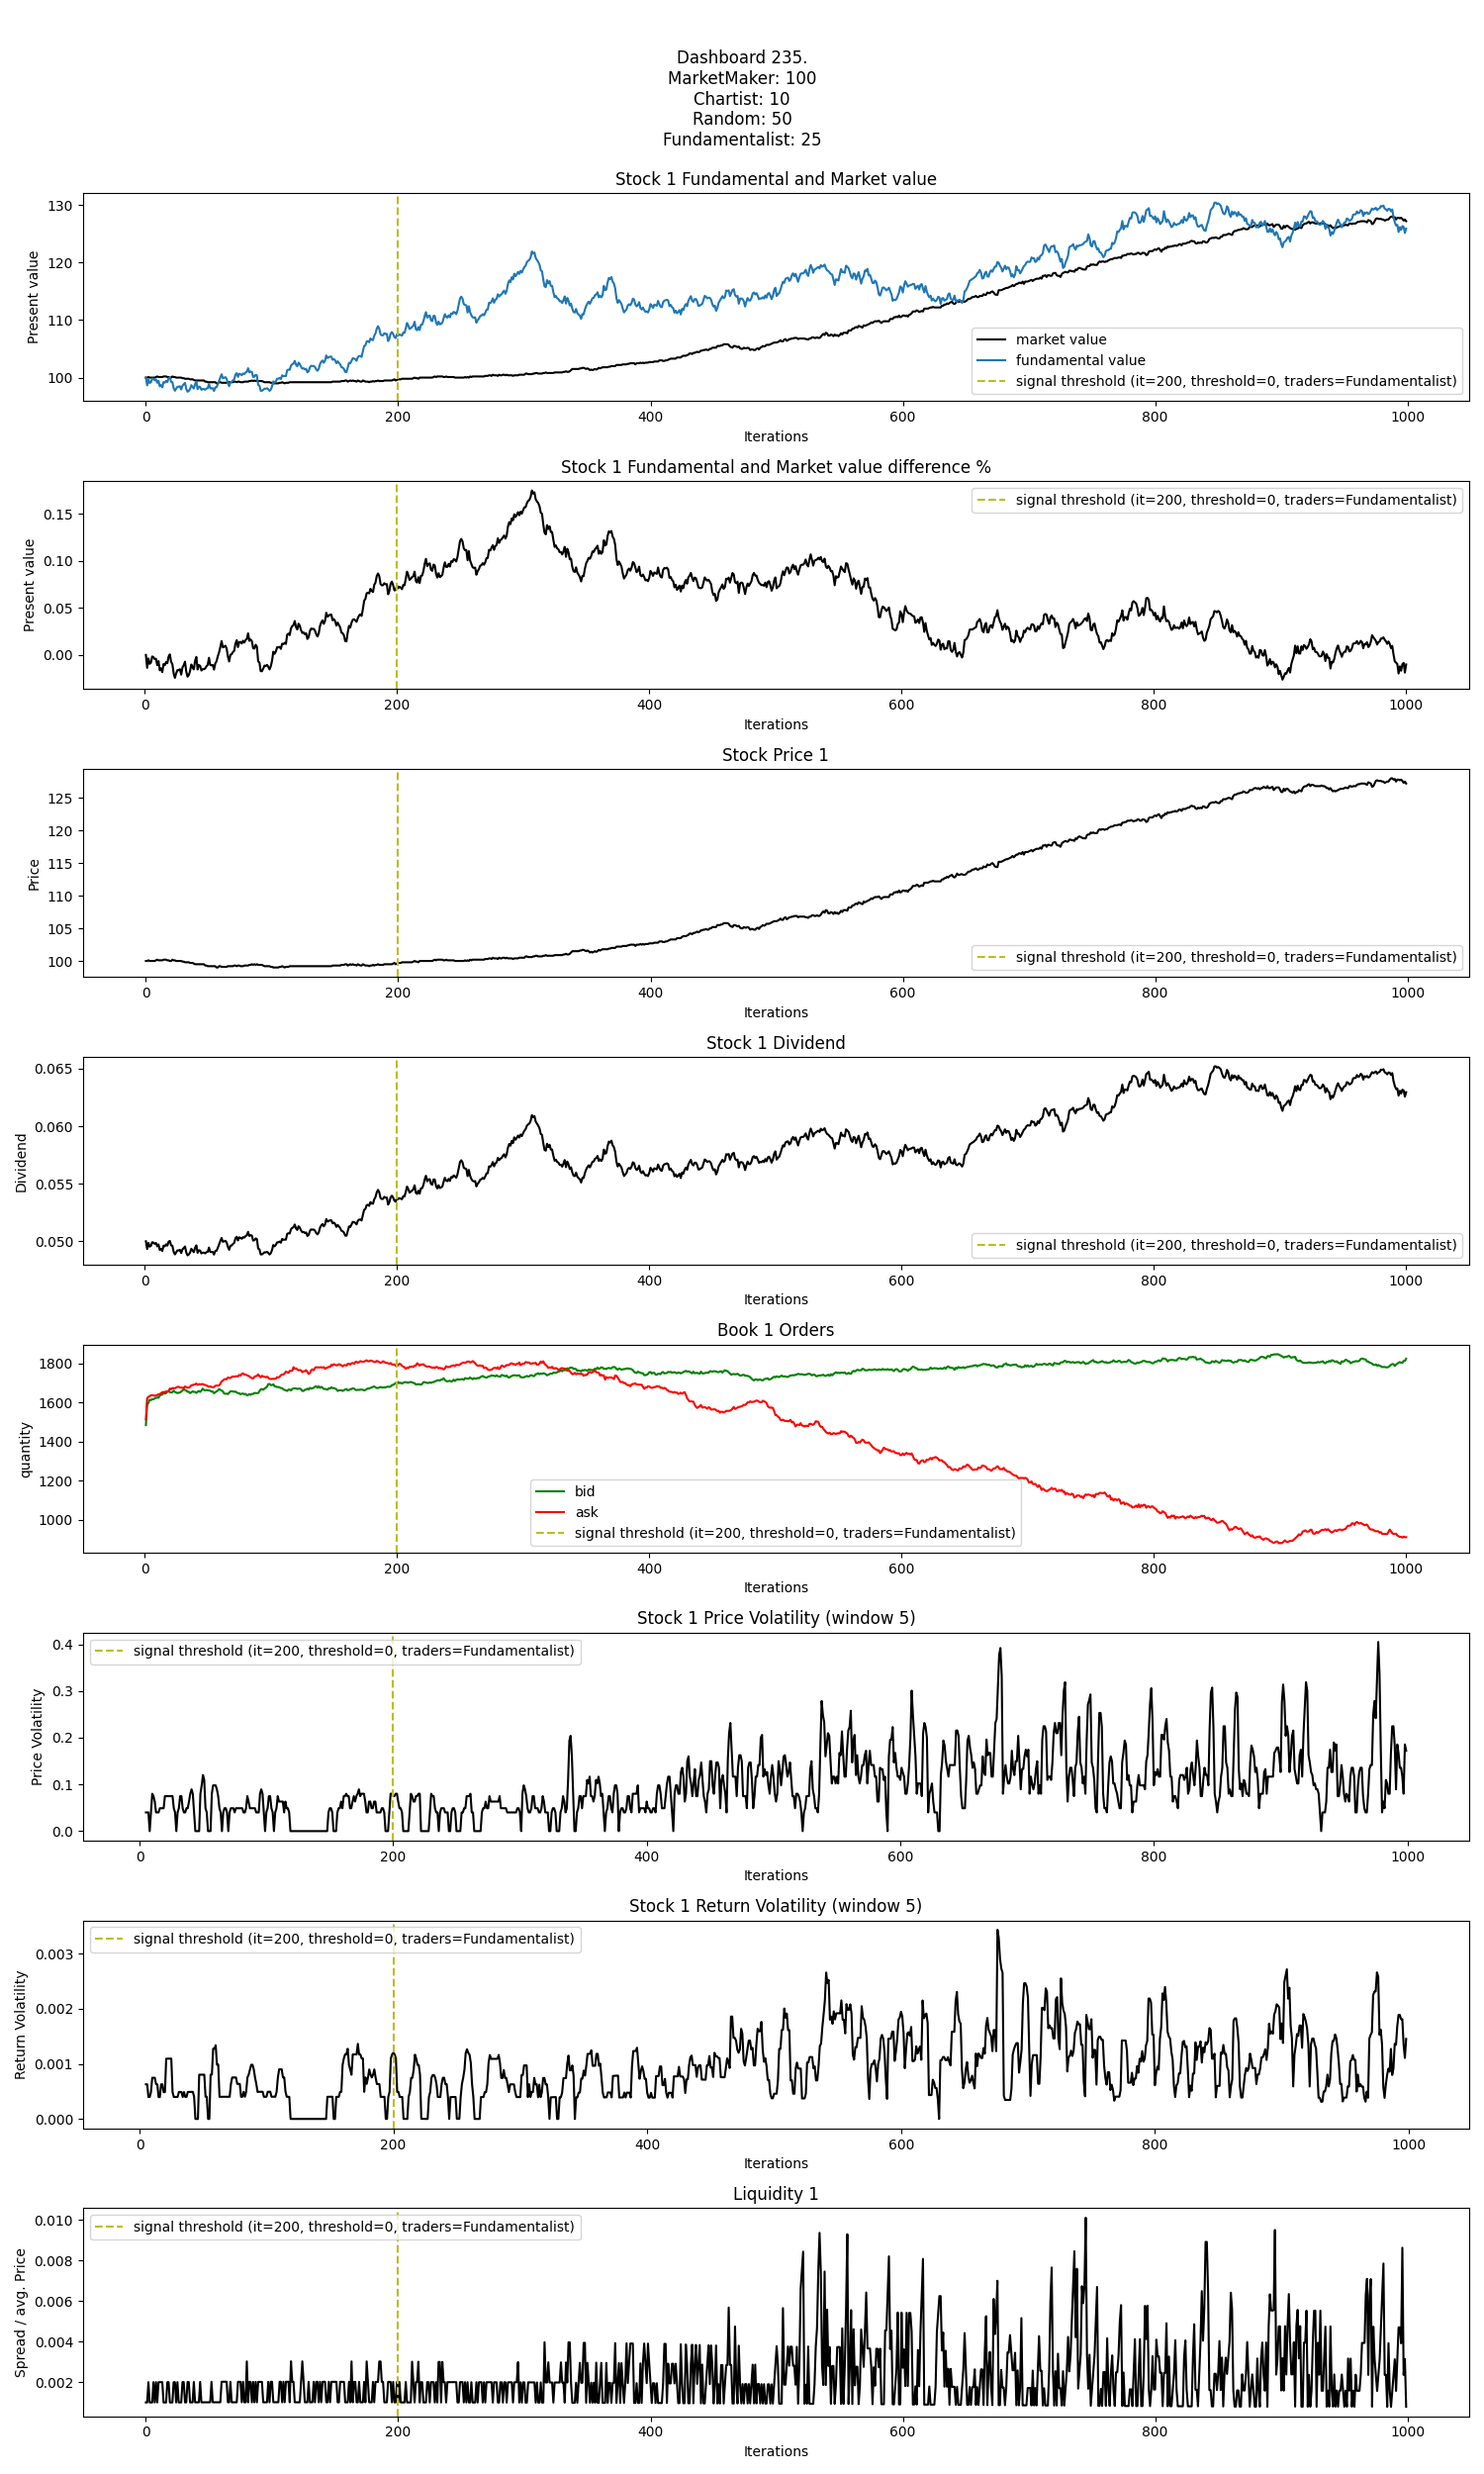 Dashboard 235.
MarketMaker: 100
Chartist: 10
Random: 50
Fundamentalist: 25
Stock 1 Fundamental and Market value
Present value
130
120
110
100
market value
fundamental value
signal threshold (it=200, threshold=0, traders=Fundamentalist)
0 200 400 600 800 1000
Iterations
Stock 1 Fundamental and Market value difference %
Present value
0.15
0.10
0.05
0.00
signal threshold (it=200, threshold=0, traders=Fundamentalist)
0 200 400 600 800 1000
Iterations
Stock Price 1
Price
125
120
115
110
105
100
signal threshold (it=200, threshold=0, traders=Fundamentalist)
0 200 400 600 800 1000
Iterations
Stock 1 Dividend
Dividend
0.065
0.060
0.055
0.050
signal threshold (it=200, threshold=0, traders=Fundamentalist)
0 200 400 600 800 1000
Iterations
Book 1 Orders
quantity
1800
1600
1400
1200
1000
bid
ask
signal threshold (it=200, threshold=0, traders=Fundamentalist)
0 200 400 600 800 1000
Iterations
Stock 1 Price Volatility (window 5)
Price Volatility
0.4
0.3
0.2
0.1
0.0
signal threshold (it=200, threshold=0, traders=Fundamentalist)
0 200 400 600 800 1000
Iterations
Stock 1 Return Volatility (window 5)
Return Volatility
0.003
0.002
0.001
0.000
signal threshold (it=200, threshold=0, traders=Fundamentalist)
0 200 400 600 800 1000
Iterations
Liquidity 1
Spread / avg. Price
0.010
0.008
0.006
0.004
0.002
signal threshold (it=200, threshold=0, traders=Fundamentalist)
0 200 400 600 800 1000
Iterations